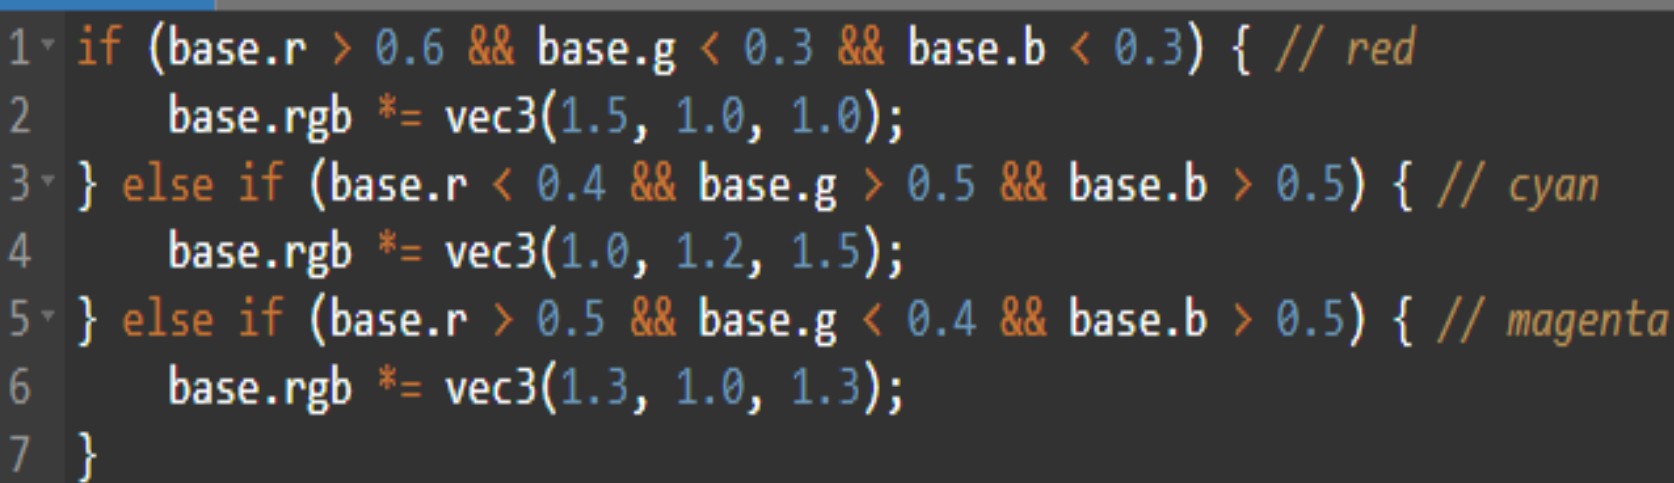 1 if (base.r > 0.6 && base.g < 0.3 && base.b < 0.3) { // red
2     base.rgb *= vec3(1.5, 1.0, 1.0);
3 } else if (base.r < 0.4 && base.g > 0.5 && base.b > 0.5) { // cyan
4     base.rgb *= vec3(1.0, 1.2, 1.5);
5 } else if (base.r > 0.5 && base.g < 0.4 && base.b > 0.5) { // magenta
6     base.rgb *= vec3(1.3, 1.0, 1.3);
7 }